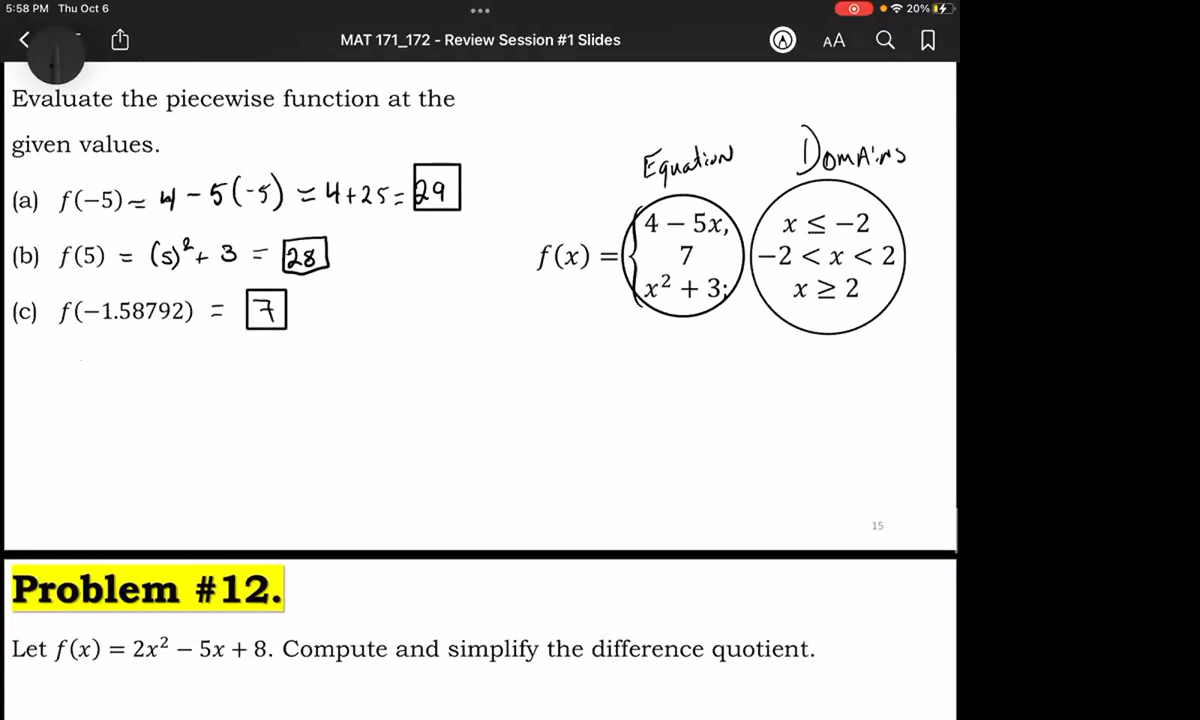 5:58 PM Thu Oct 6
20%
MAT 171_172 - Review Session #1 Slides
AA
Evaluate the piecewise function at the
given values.
(a) f(−5) = 4 − 5(-5) = 4+25 = 29
(b) f(5) = (5)² + 3 = 28
(c) f(−1.58792) = 7
Equation Domains
4 − 5x, x ≤ −2
f(x) = { 7 −2 < x < 2
x² + 3; x ≥ 2
15
Problem #12.
Let f(x) = 2x² − 5x + 8. Compute and simplify the difference quotient.